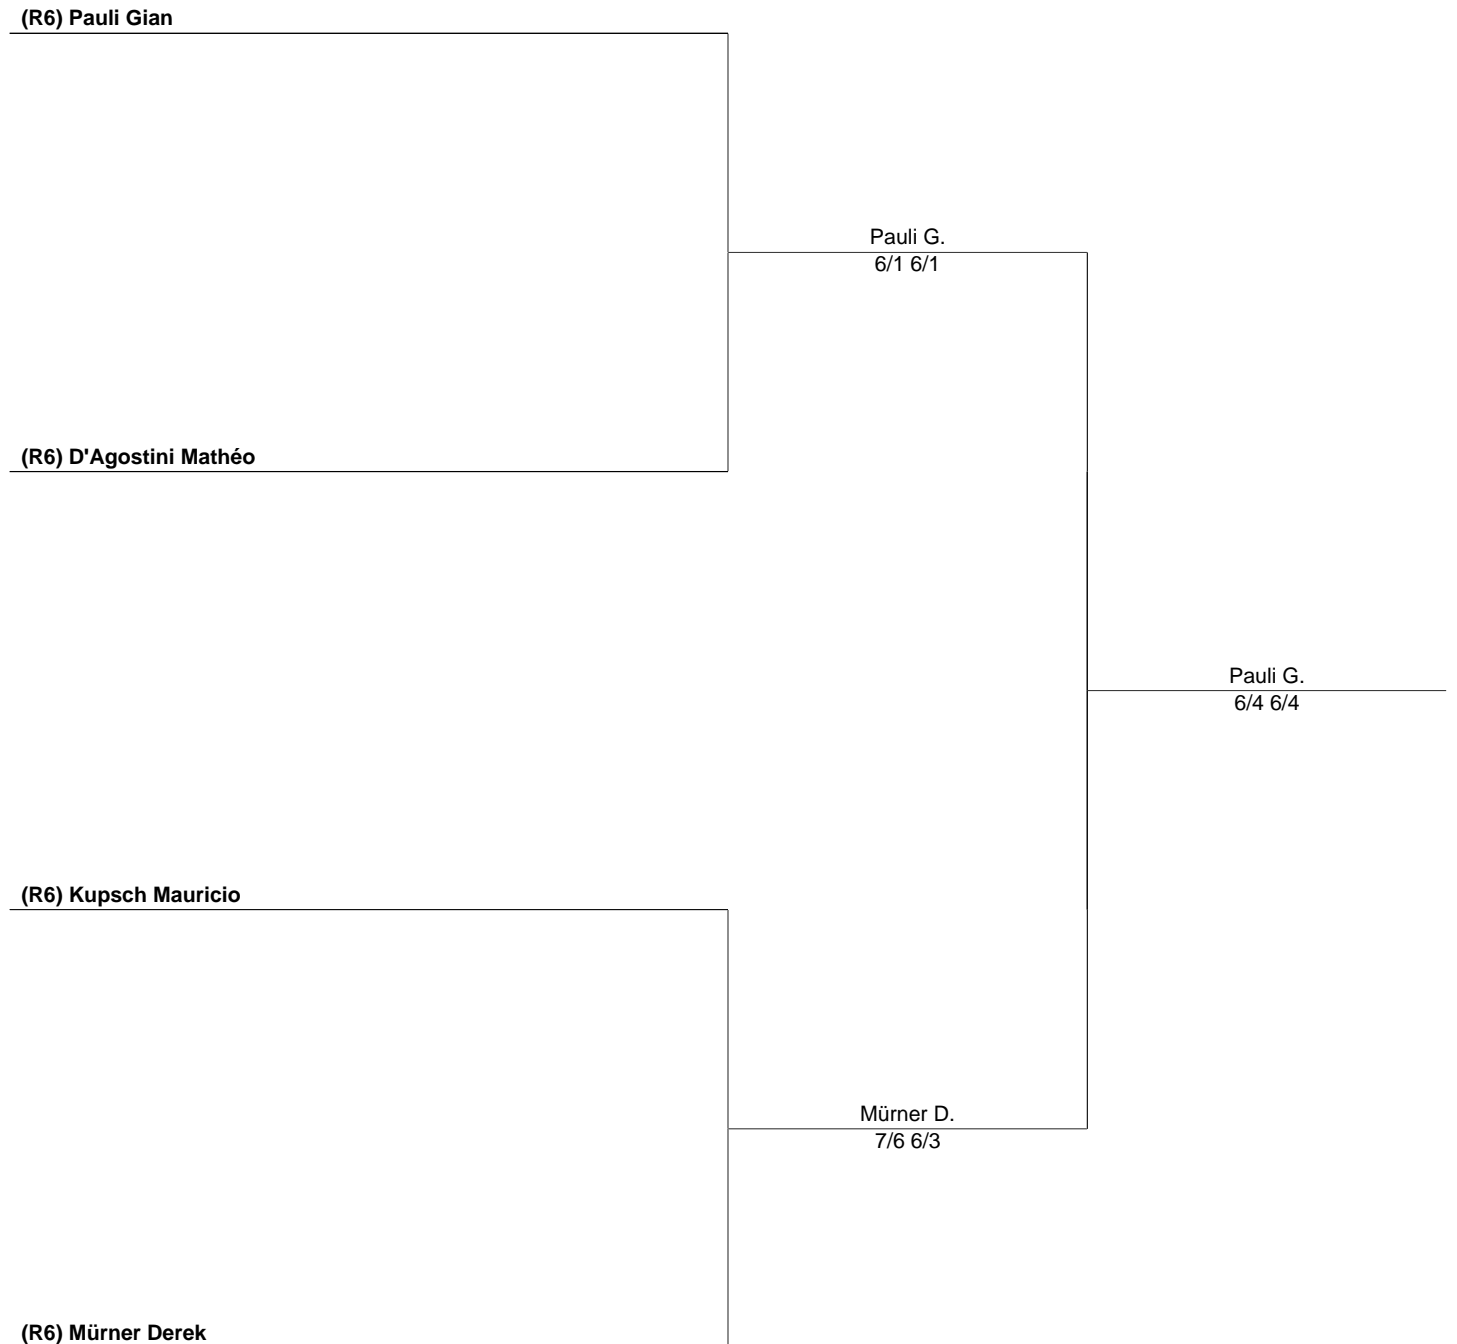 (R6) Pauli Gian
Pauli G.
6/1 6/1
(R6) D'Agostini Mathéo
Pauli G.
6/4 6/4
(R6) Kupsch Mauricio
Mürner D.
7/6 6/3
(R6) Mürner Derek